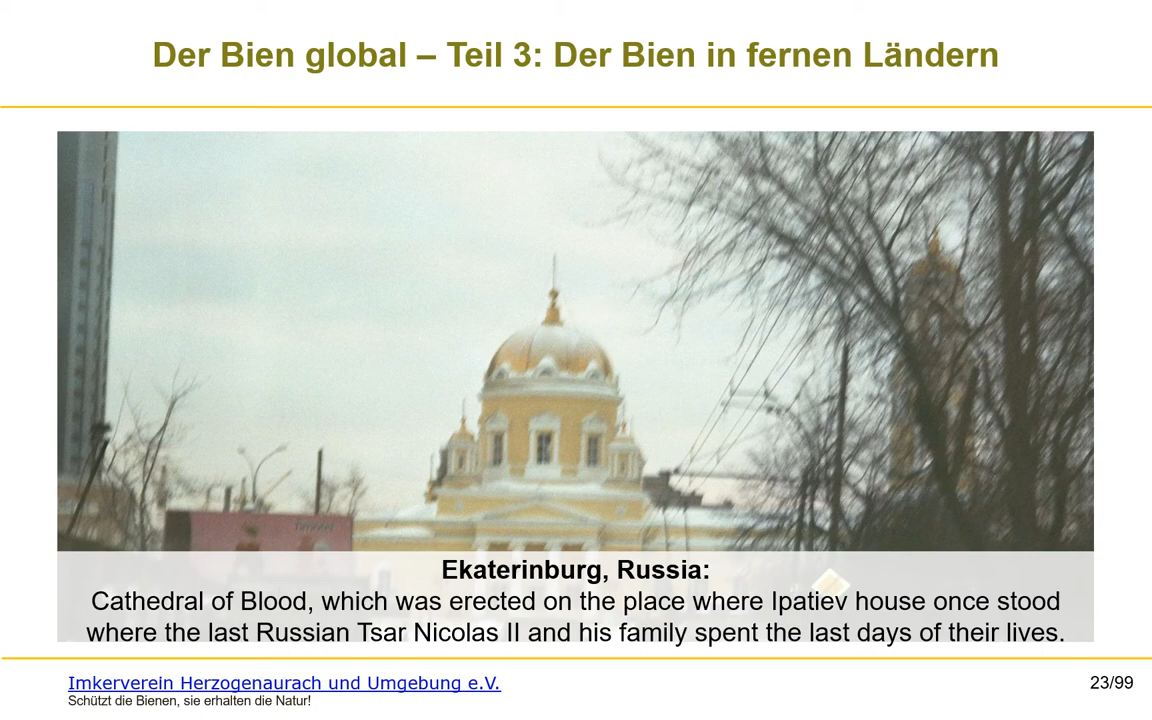 Der Bien global – Teil 3: Der Bien in fernen Ländern
Timotei
Ekaterinburg, Russia:
Cathedral of Blood, which was erected on the place where Ipatiev house once stood
where the last Russian Tsar Nicolas II and his family spent the last days of their lives.
Imkerverein Herzogenaurach und Umgebung e.V.
23/99
Schützt die Bienen, sie erhalten die Natur!